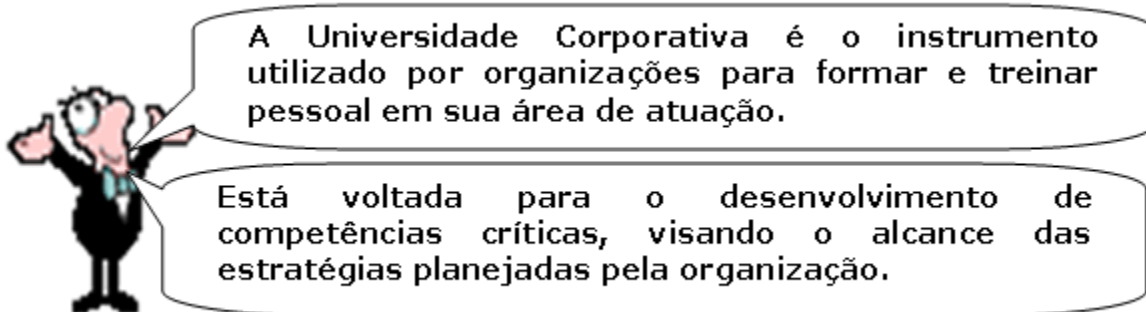 A Universidade Corporativa é o instrumento
utilizado por organizações para formar e treinar
pessoal em sua área de atuação.
Está voltada para o desenvolvimento de
competências críticas, visando o alcance das
estratégias planejadas pela organização.